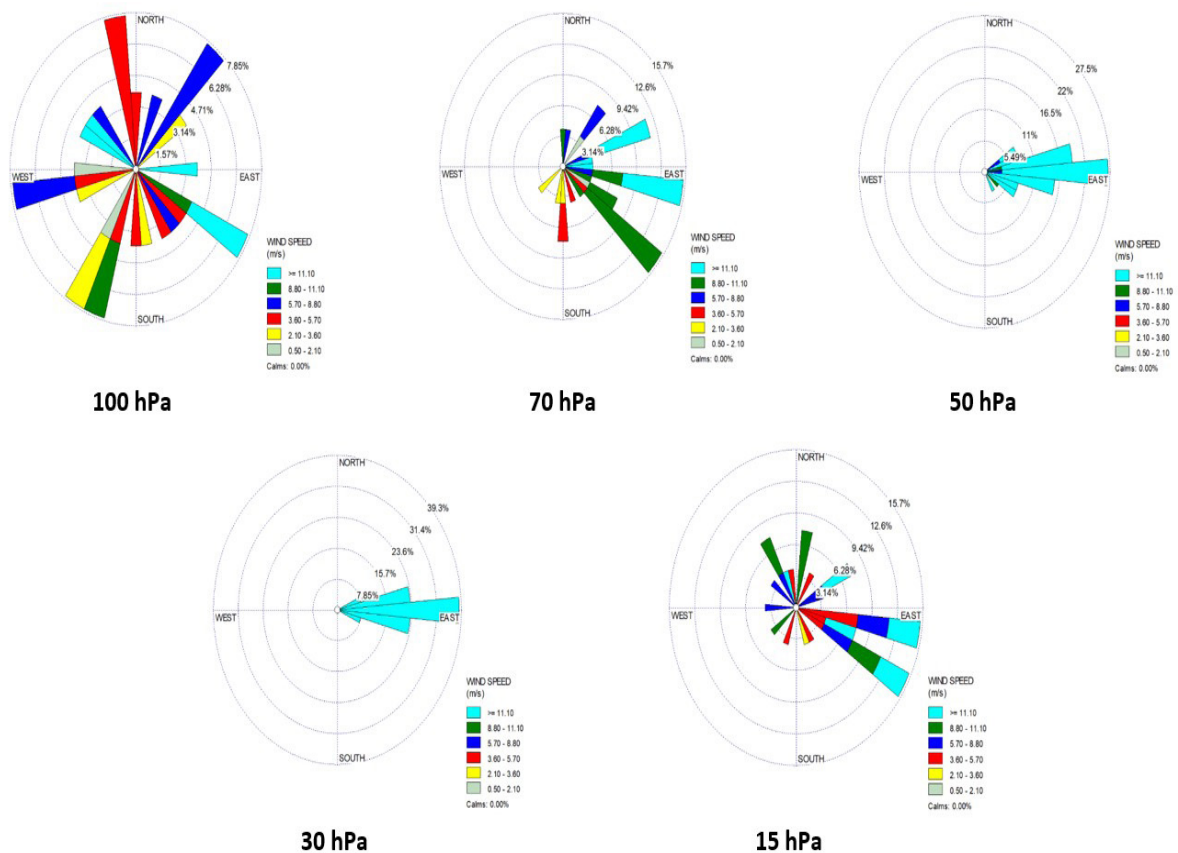 NORTH
7.85%
6.28%
4.71%
3.14%
1.57%
WEST
EAST
SOUTH
WIND SPEED
(m/s)
>= 11.10
8.80 - 11.10
5.70 - 8.80
3.60 - 5.70
2.10 - 3.60
0.50 - 2.10
Calms: 0.00%
100 hPa
NORTH
15.7%
12.6%
9.42%
6.28%
3.14%
WEST
EAST
SOUTH
WIND SPEED
(m/s)
>= 11.10
8.80 - 11.10
5.70 - 8.80
3.60 - 5.70
2.10 - 3.60
0.50 - 2.10
Calms: 0.00%
70 hPa
NORTH
27.5%
22%
16.5%
11%
5.49%
WEST
EAST
SOUTH
WIND SPEED
(m/s)
>= 11.10
8.80 - 11.10
5.70 - 8.80
3.60 - 5.70
2.10 - 3.60
0.50 - 2.10
Calms: 0.00%
50 hPa
NORTH
39.3%
31.4%
23.6%
15.7%
7.85%
WEST
EAST
SOUTH
WIND SPEED
(m/s)
>= 11.10
8.80 - 11.10
5.70 - 8.80
3.60 - 5.70
2.10 - 3.60
0.50 - 2.10
Calms: 0.00%
30 hPa
NORTH
15.7%
12.6%
9.42%
6.28%
3.14%
WEST
EAST
SOUTH
WIND SPEED
(m/s)
>= 11.10
8.80 - 11.10
5.70 - 8.80
3.60 - 5.70
2.10 - 3.60
0.50 - 2.10
Calms: 0.00%
15 hPa